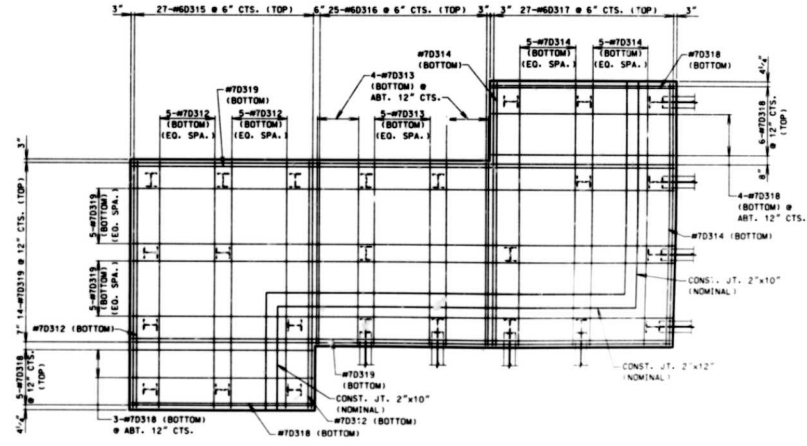 3" 27-#6D315 @ 6" CTS. (TOP) 6" 25-#6D316 @ 6" CTS. (TOP) 3" 3" 27-#6D317 @ 6" CTS. (TOP) 3"
5-#7D314
(BOTTOM)
(EQ. SPA.)
5-#7D314
(BOTTOM)
(EQ. SPA.)
#7D314
(BOTTOM)
#7D318
(BOTTOM)
4-#7D313
(BOTTOM) @
ABT. 12" CTS.
#7D319
(BOTTOM)
5-#7D312
(BOTTOM)
(EQ. SPA.)
5-#7D312
(BOTTOM)
(EQ. SPA.)
5-#7D313
(BOTTOM)
(EQ. SPA.)
4¼"
6-#7D318
@ 12" CTS.
(TOP)
8"
4-#7D318
(BOTTOM) @
ABT. 12" CTS.
#7D314 (BOTTOM)
CONST. JT. 2"x10"
(NOMINAL)
CONST. JT. 2"x12"
(NOMINAL)
3"
14-#7D319 @ 12" CTS. (TOP)
7"
5-#7D319
(BOTTOM)
(EQ. SPA.)
5-#7D319
(BOTTOM)
(EQ. SPA.)
#7D312 (BOTTOM)
5-#7D318
@ 12" CTS.
(TOP)
4¼"
3-#7D318 (BOTTOM)
@ ABT. 12" CTS.
#7D318 (BOTTOM)
#7D312 (BOTTOM)
CONST. JT. 2"x10"
(NOMINAL)
#7D319
(BOTTOM)